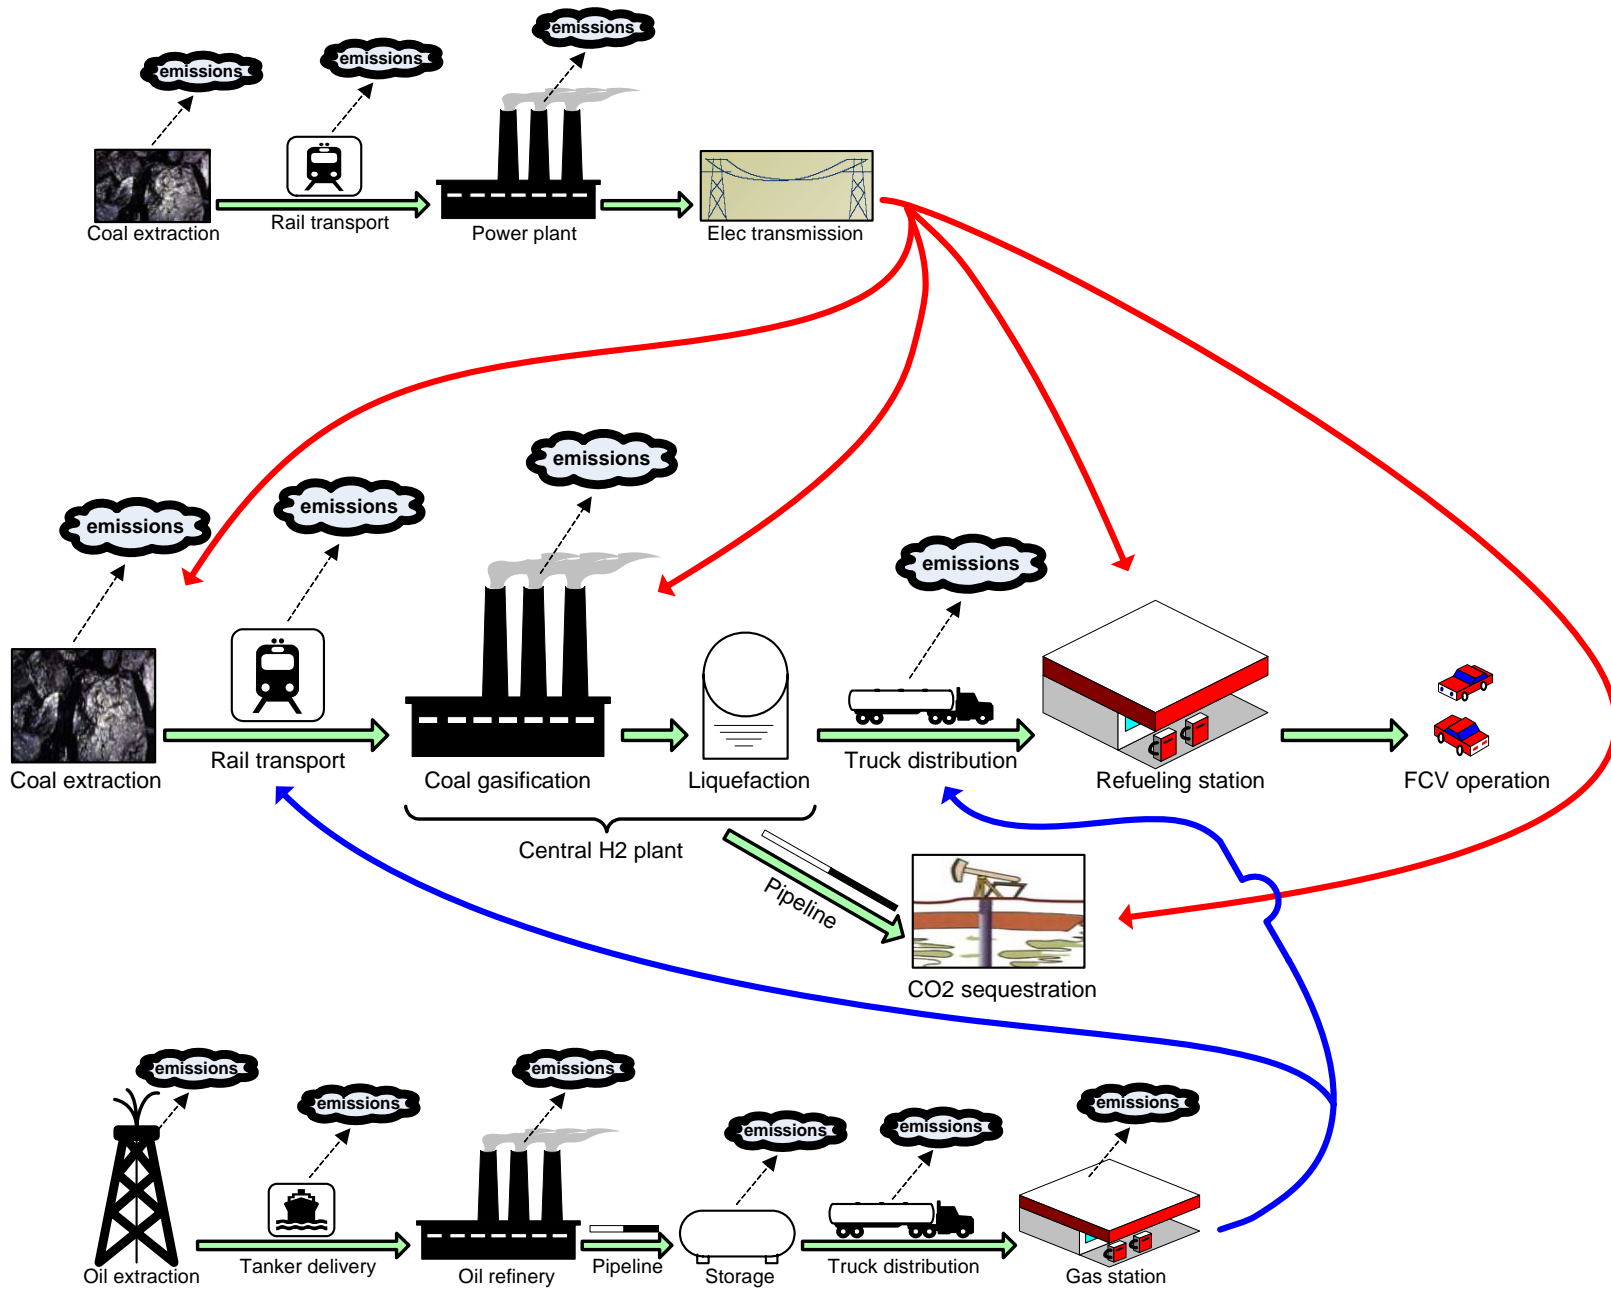 emissions
emissions
emissions
Coal extraction
Rail transport
Power plant
Elec transmission
emissions
emissions
emissions
emissions
Coal extraction
Rail transport
Coal gasification
Liquefaction
Truck distribution
Refueling station
FCV operation
Central H2 plant
Pipeline
CO2 sequestration
emissions
emissions
emissions
emissions
emissions
emissions
Oil extraction
Tanker delivery
Oil refinery
Pipeline
Storage
Truck distribution
Gas station